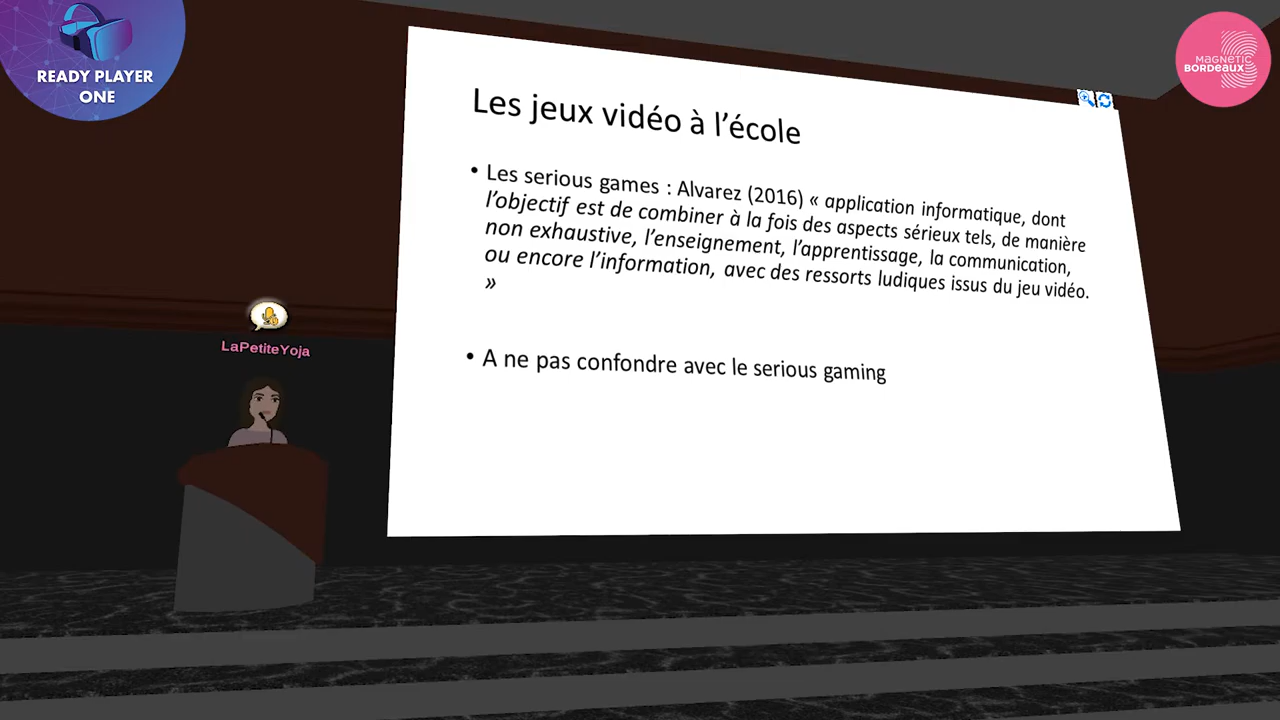 READY PLAYER
ONE
MAGNETIC
BORDEAUX
Les jeux vidéo à l'école
• Les serious games : Alvarez (2016) « application informatique, dont
l'objectif est de combiner à la fois des aspects sérieux tels, de manière
non exhaustive, l'enseignement, l'apprentissage, la communication,
ou encore l'information, avec des ressorts ludiques issus du jeu vidéo.
»
• A ne pas confondre avec le serious gaming
LaPetiteYoja